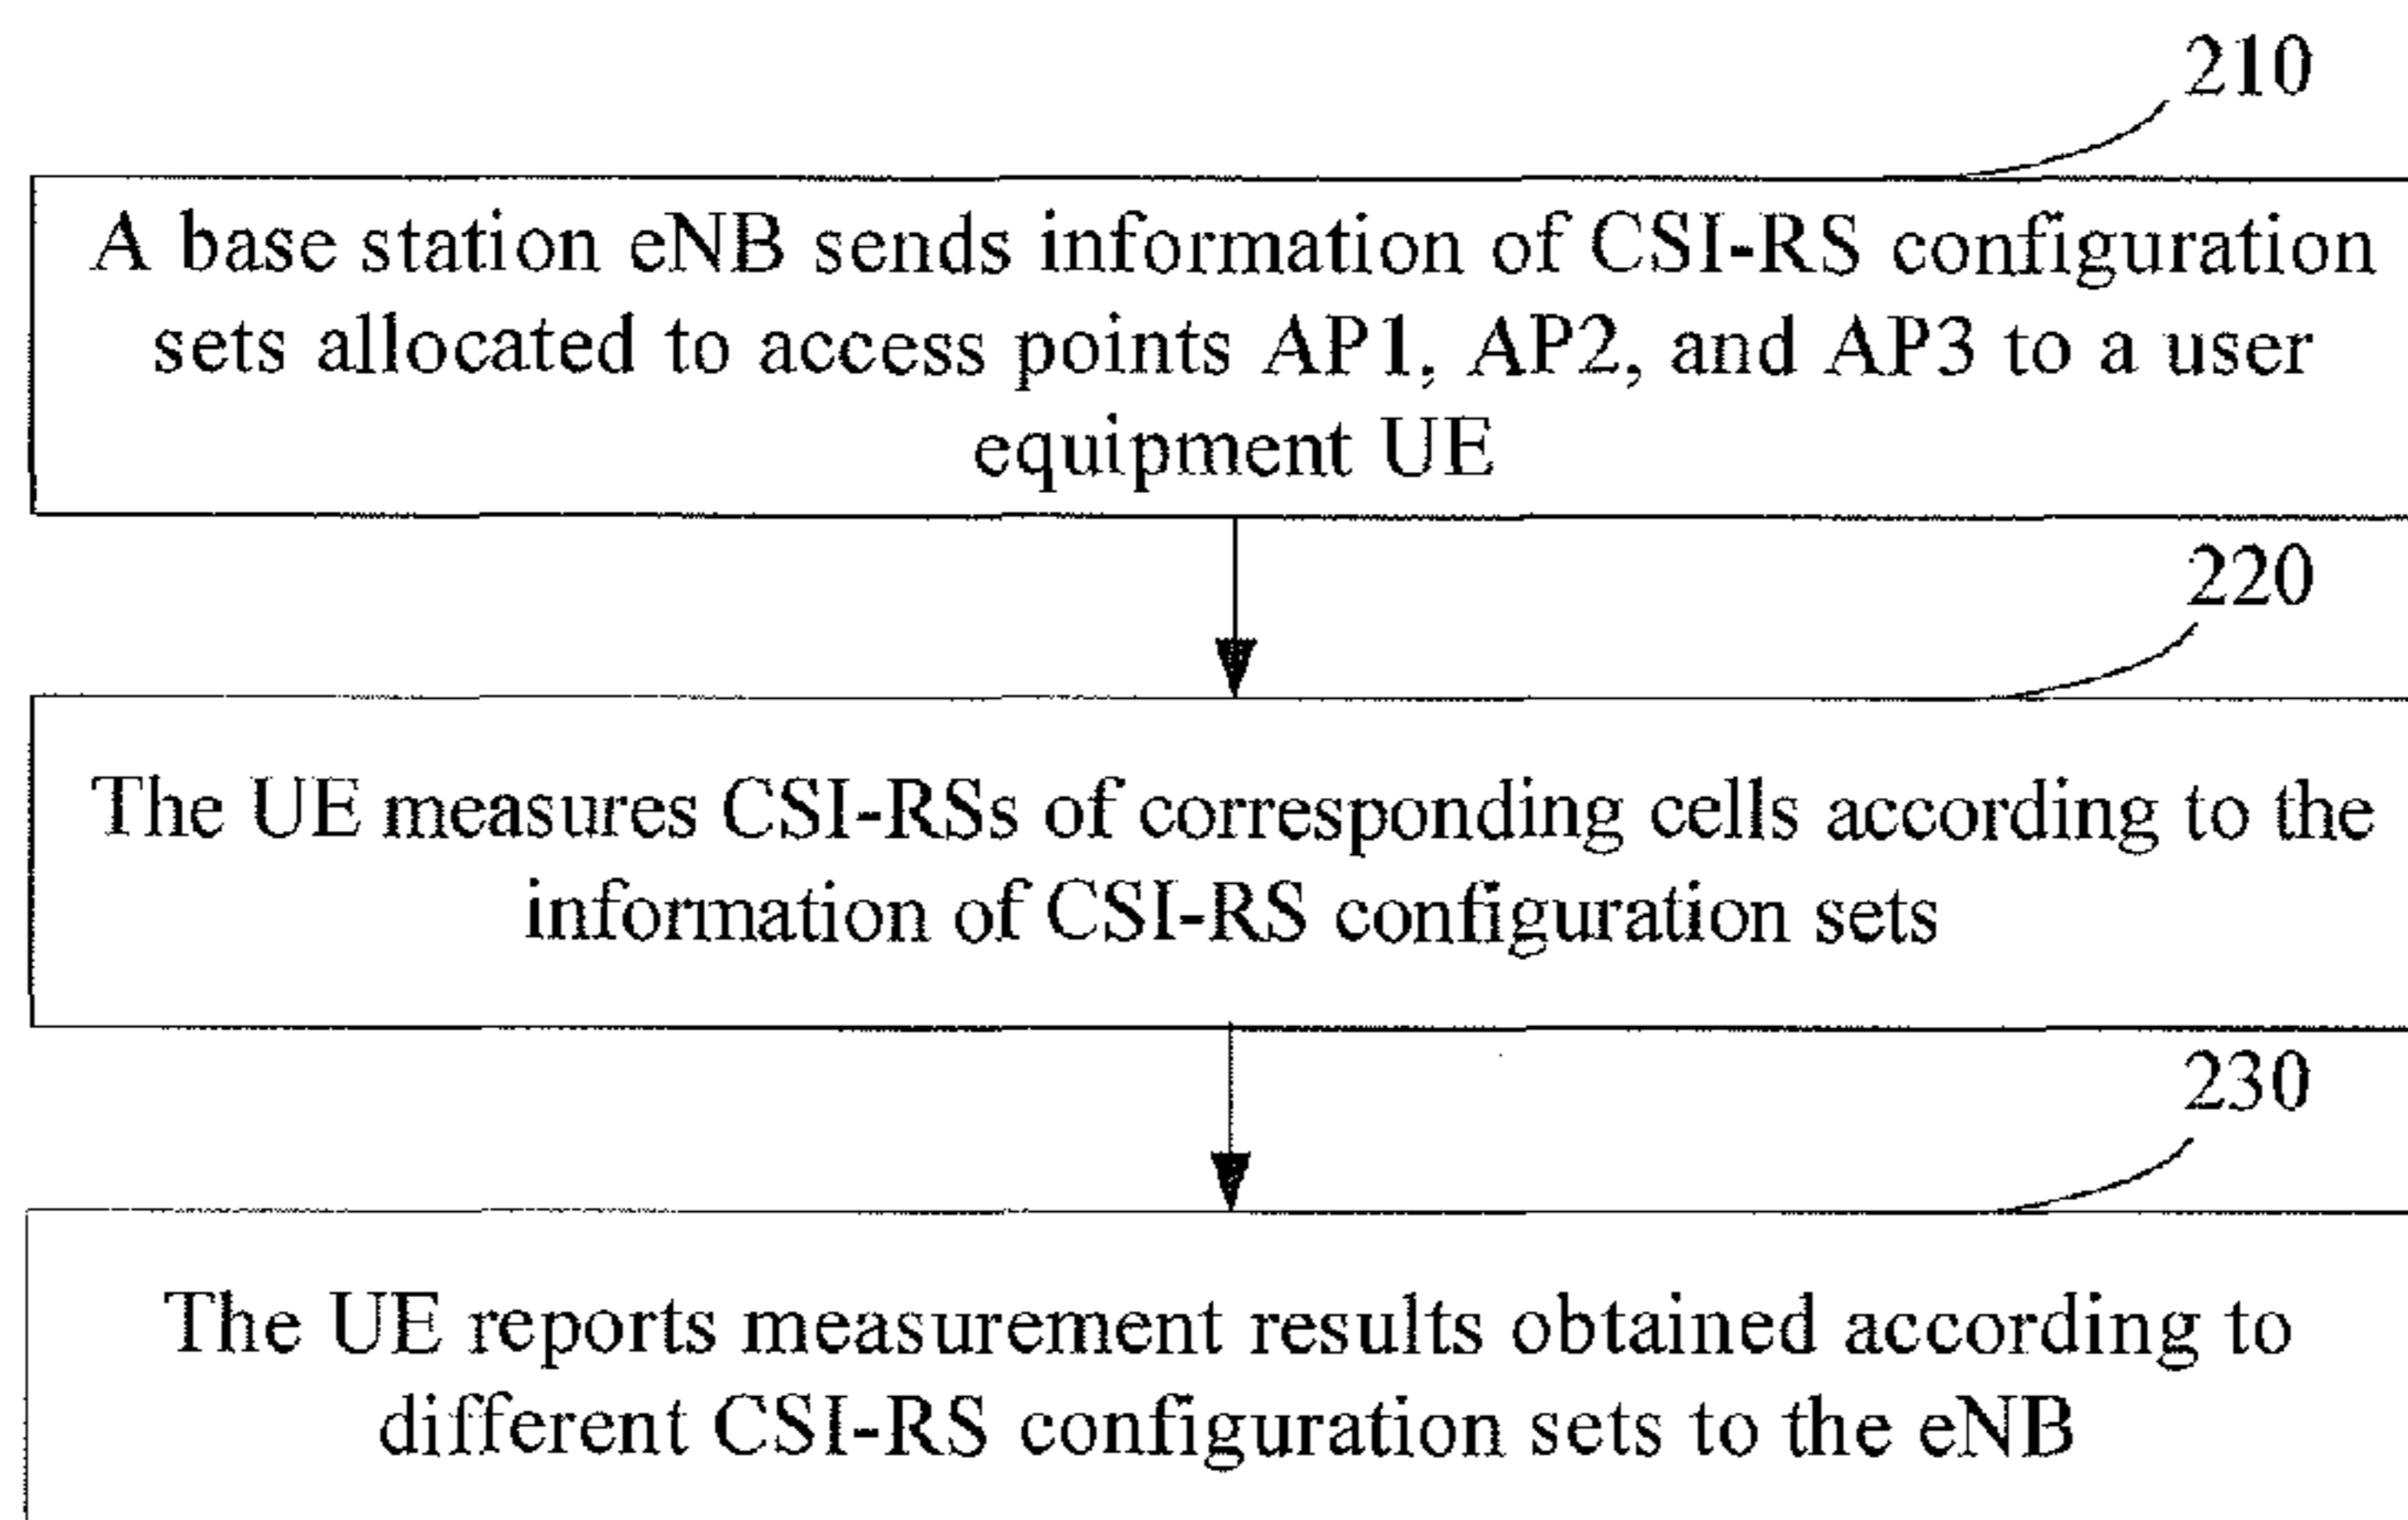 210
A base station eNB sends information of CSI-RS configuration
sets allocated to access points AP1, AP2, and AP3 to a user
equipment UE
220
The UE measures CSI-RSs of corresponding cells according to the
information of CSI-RS configuration sets
230
The UE reports measurement results obtained according to
different CSI-RS configuration sets to the eNB